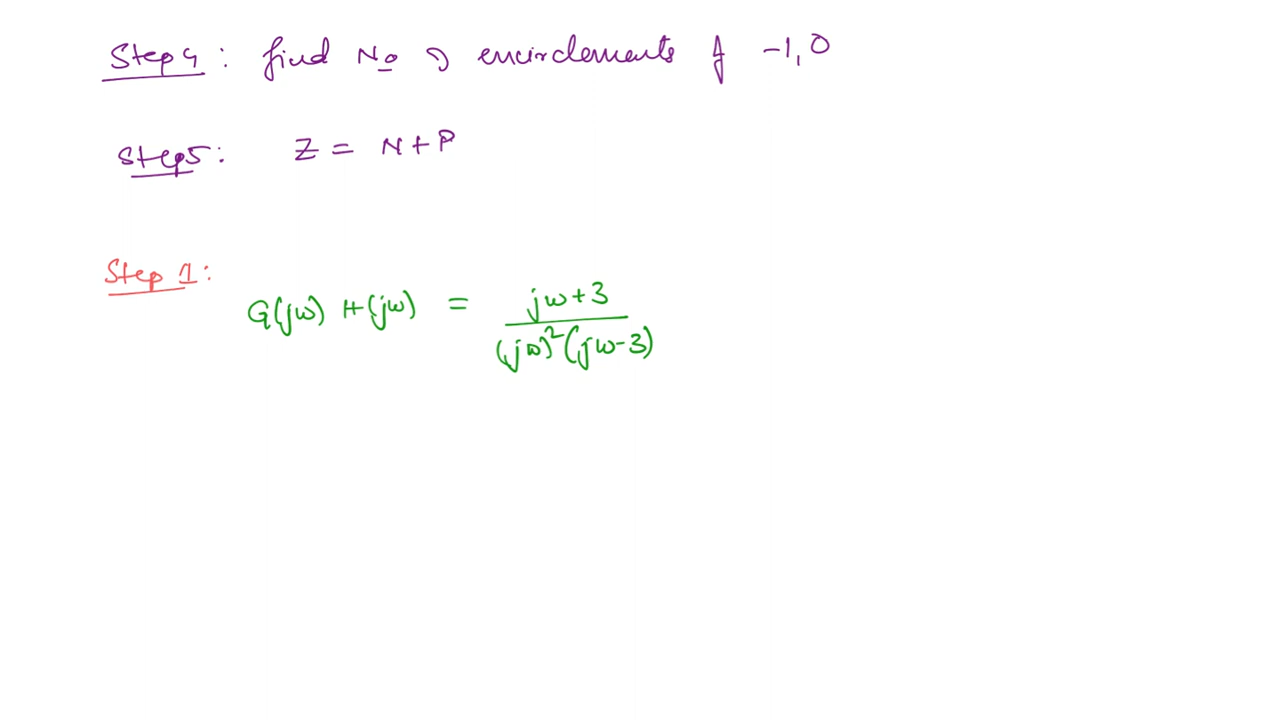 Step 4 : find No of encirclements of -1,0
Step 5 : Z = N + P
Step 1 :
G(jω) H(jω) = jω+3
(jω)²(jω-3)